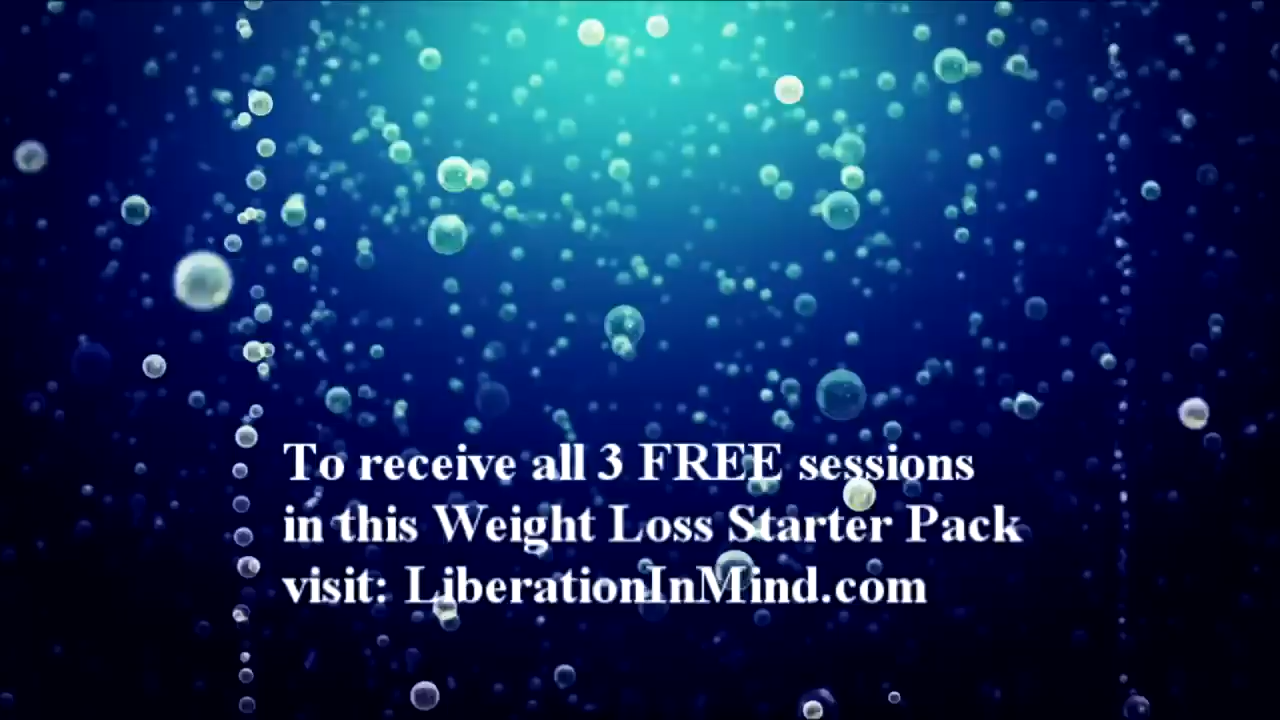 To receive all 3 FREE sessions
in this Weight Loss Starter Pack
visit: LiberationInMind.com